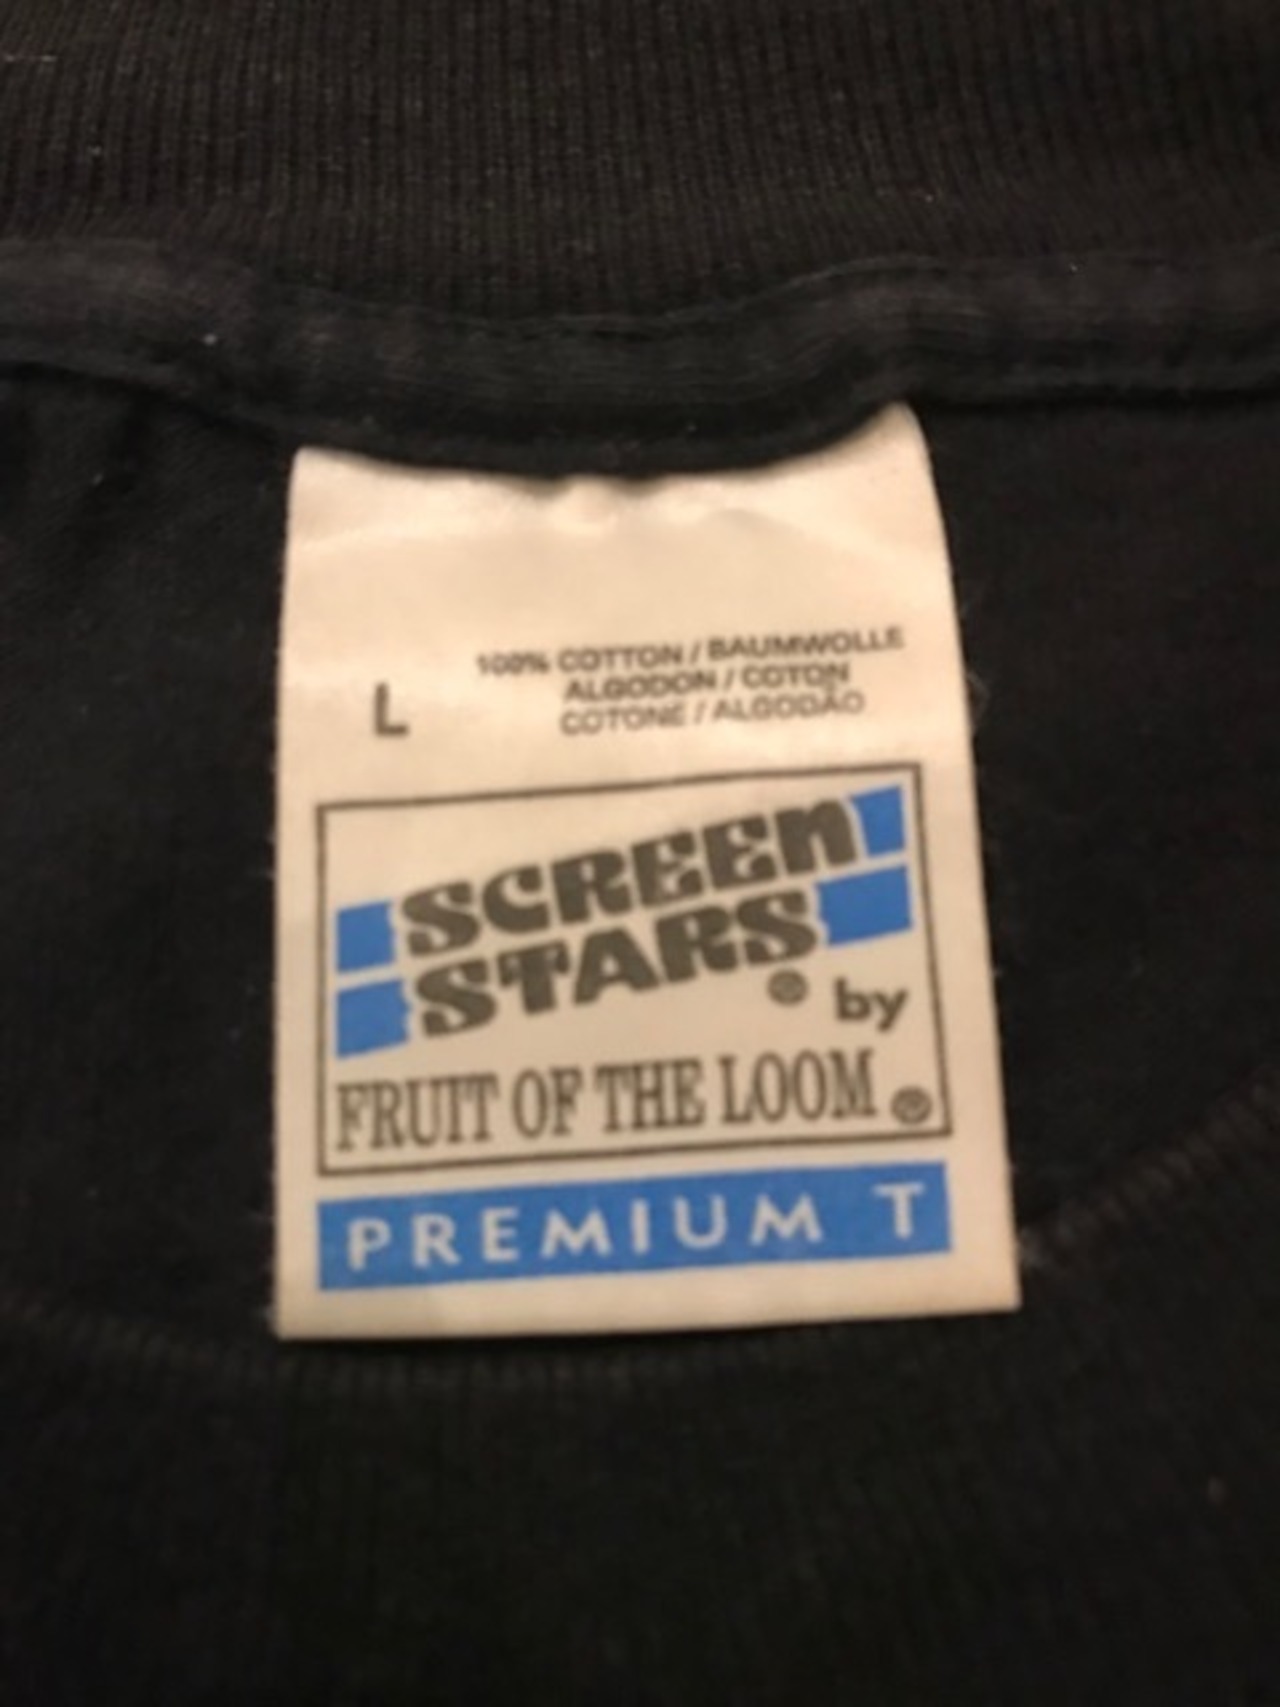 100% COTTON / BAUMWOLLE
ALGODON / COTON
COTONE / ALGODÃO
L
SCREEN
STARS® by
FRUIT OF THE LOOM®
PREMIUM T